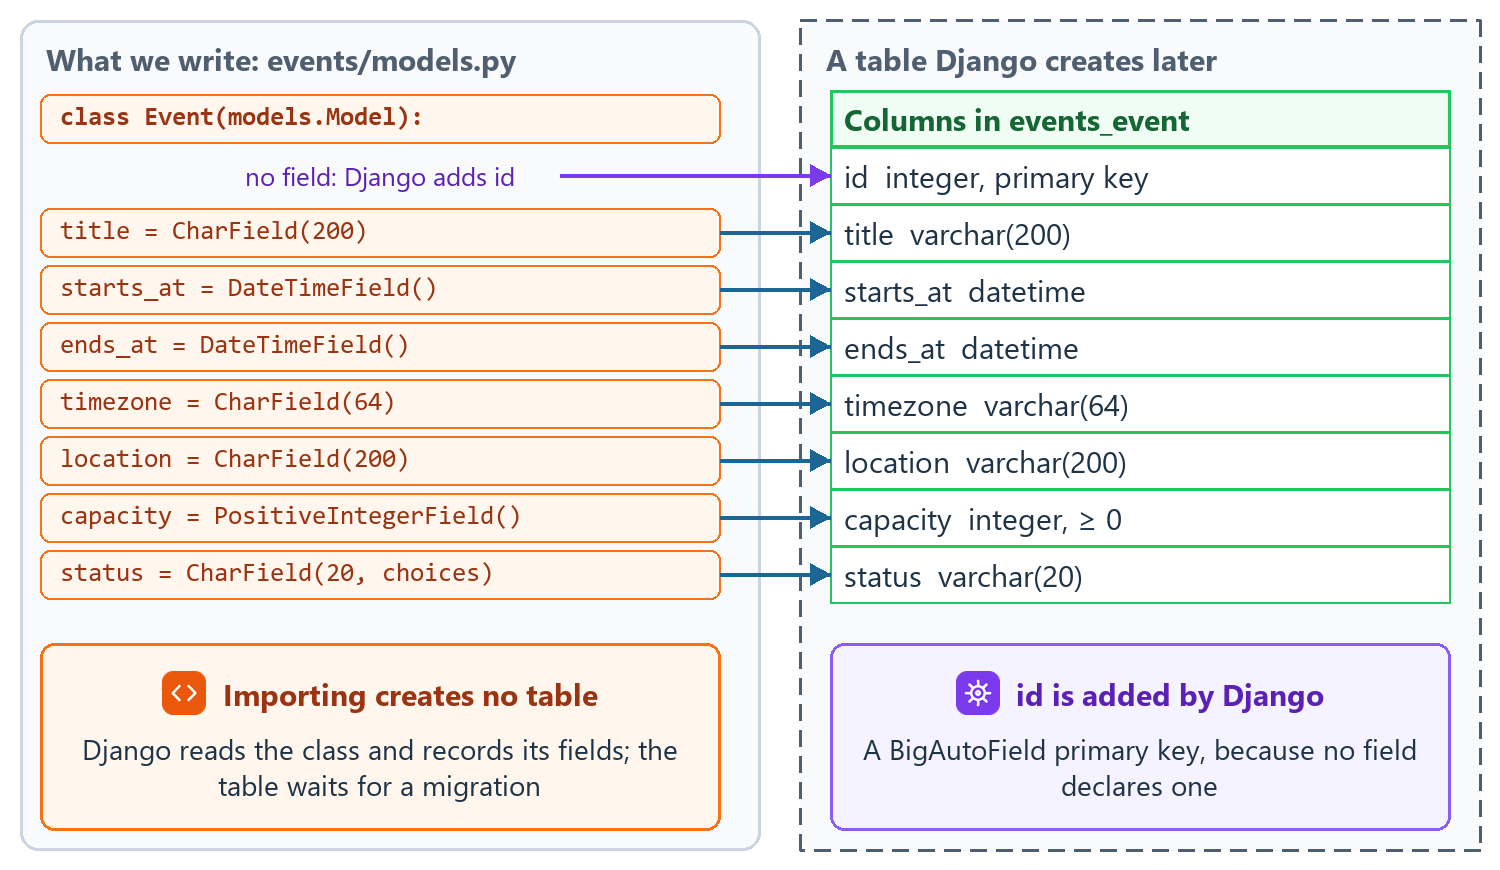 What we write: events/models.py
class Event(models.Model):
no field: Django adds id
title = CharField(200)
starts_at = DateTimeField()
ends_at = DateTimeField()
timezone = CharField(64)
location = CharField(200)
capacity = PositiveIntegerField()
status = CharField(20, choices)
Importing creates no table
Django reads the class and records its fields; the
table waits for a migration
A table Django creates later
Columns in events_event
id integer, primary key
title varchar(200)
starts_at datetime
ends_at datetime
timezone varchar(64)
location varchar(200)
capacity integer, ≥ 0
status varchar(20)
id is added by Django
A BigAutoField primary key, because no field
declares one